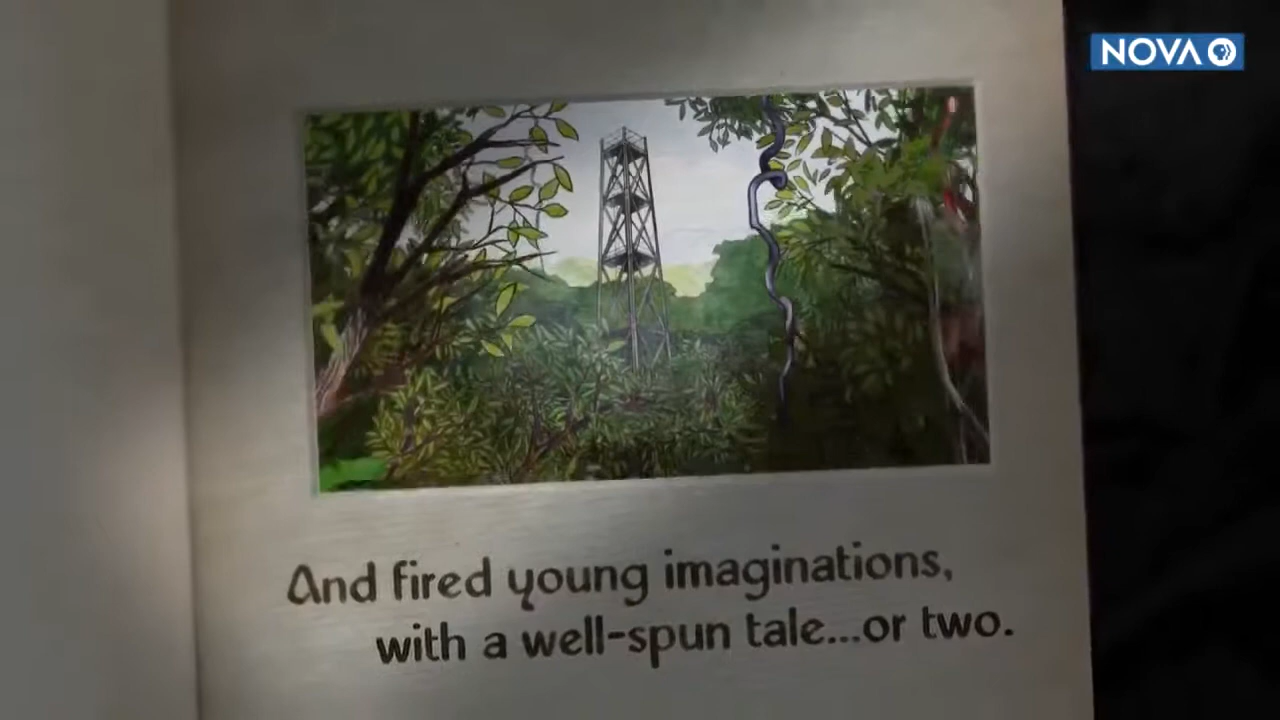 NOVA
And fired young imaginations,
with a well-spun tale...or two.